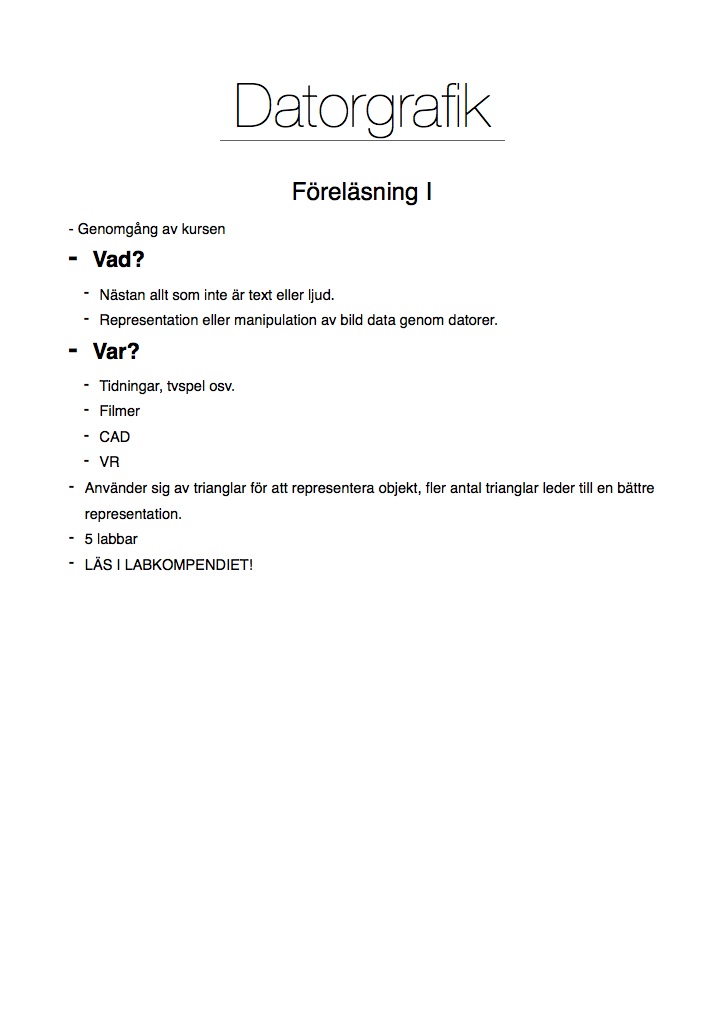 Datorgrafik
Föreläsning I
- Genomgång av kursen
- Vad?
- Nästan allt som inte är text eller ljud.
- Representation eller manipulation av bild data genom datorer.
- Var?
- Tidningar, tvspel osv.
- Filmer
- CAD
- VR
- Använder sig av trianglar för att representera objekt, fler antal trianglar leder till en bättre
representation.
- 5 labbar
- LÄS I LABKOMPENDIET!